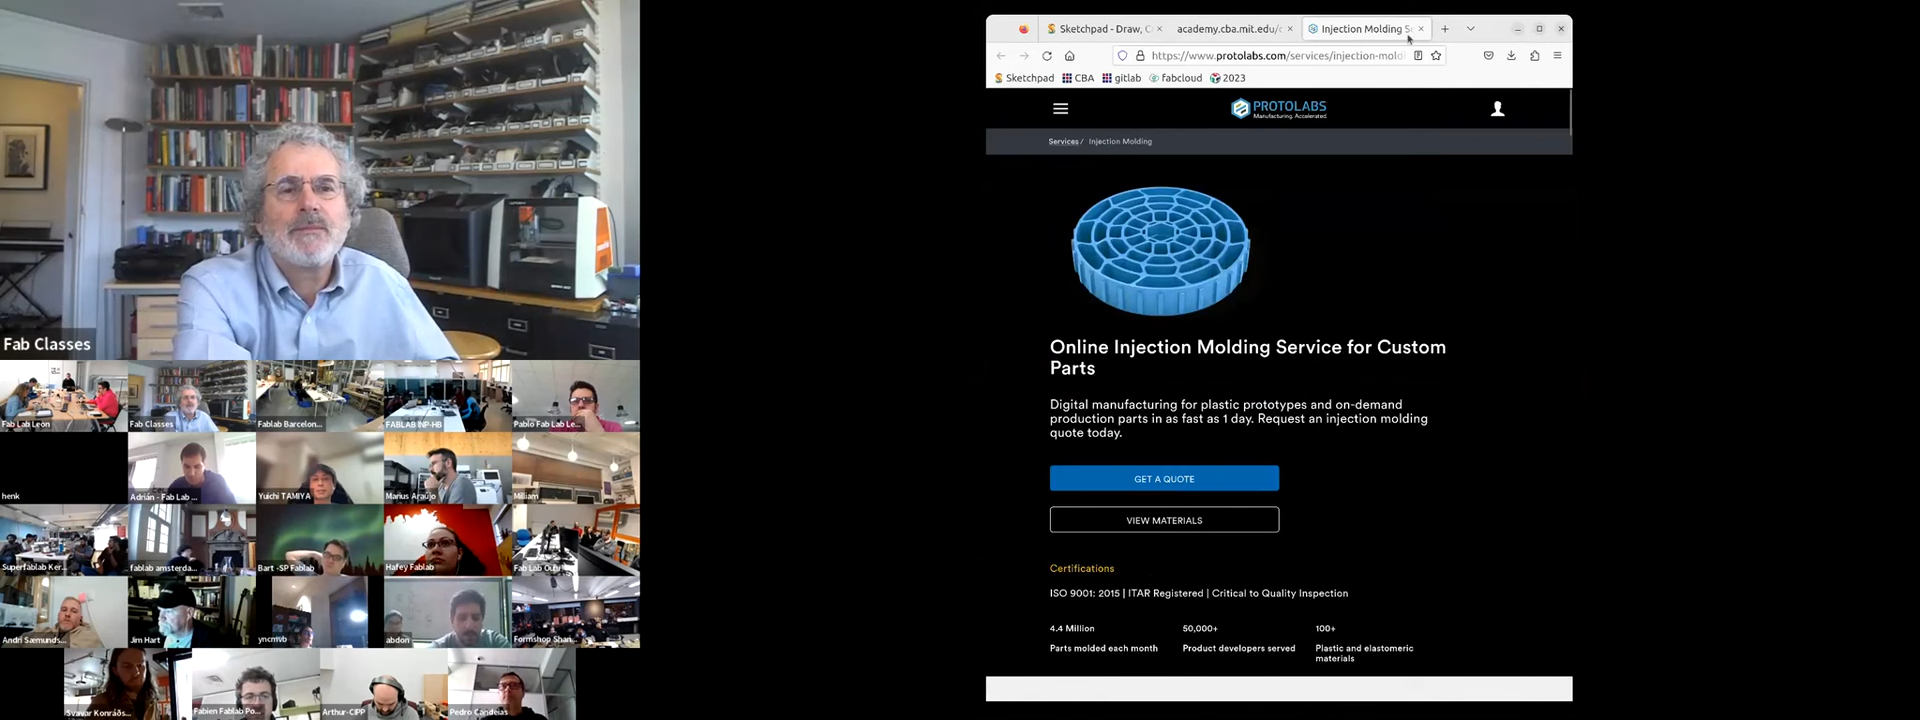 Fab Classes
Fab Lab Leon
Fab Classes
Fablab Barcelon...
FABLAB INP-HB
Pablo Fab Lab Le...
henk
Adrián - Fab Lab ...
Yuichi TAMIYA
Marius Araújo
Miliam
Superfablab Ker...
fablab amsterda...
Bart -SP Fablab
Hafey Fablab
Fab Lab Oulu
Andri Sæmunds...
Jim Hart
yncmvb
abdon
Formshop Shan...
Svavar Konráðs...
Fabien Fablab Po...
Arthur-CIPP
Pedro Candeias
Sketchpad - Draw, C
academy.cba.mit.edu/c
Injection Molding S
https://www.protolabs.com/services/injection-mold
Sketchpad CBA gitlab fabcloud 2023
PROTOLABS
Manufacturing. Accelerated.
Services / Injection Molding
Online Injection Molding Service for Custom
Parts
Digital manufacturing for plastic prototypes and on-demand
production parts in as fast as 1 day. Request an injection molding
quote today.
GET A QUOTE
VIEW MATERIALS
Certifications
ISO 9001: 2015 | ITAR Registered | Critical to Quality Inspection
4.4 Million
Parts molded each month
50,000+
Product developers served
100+
Plastic and elastomeric
materials